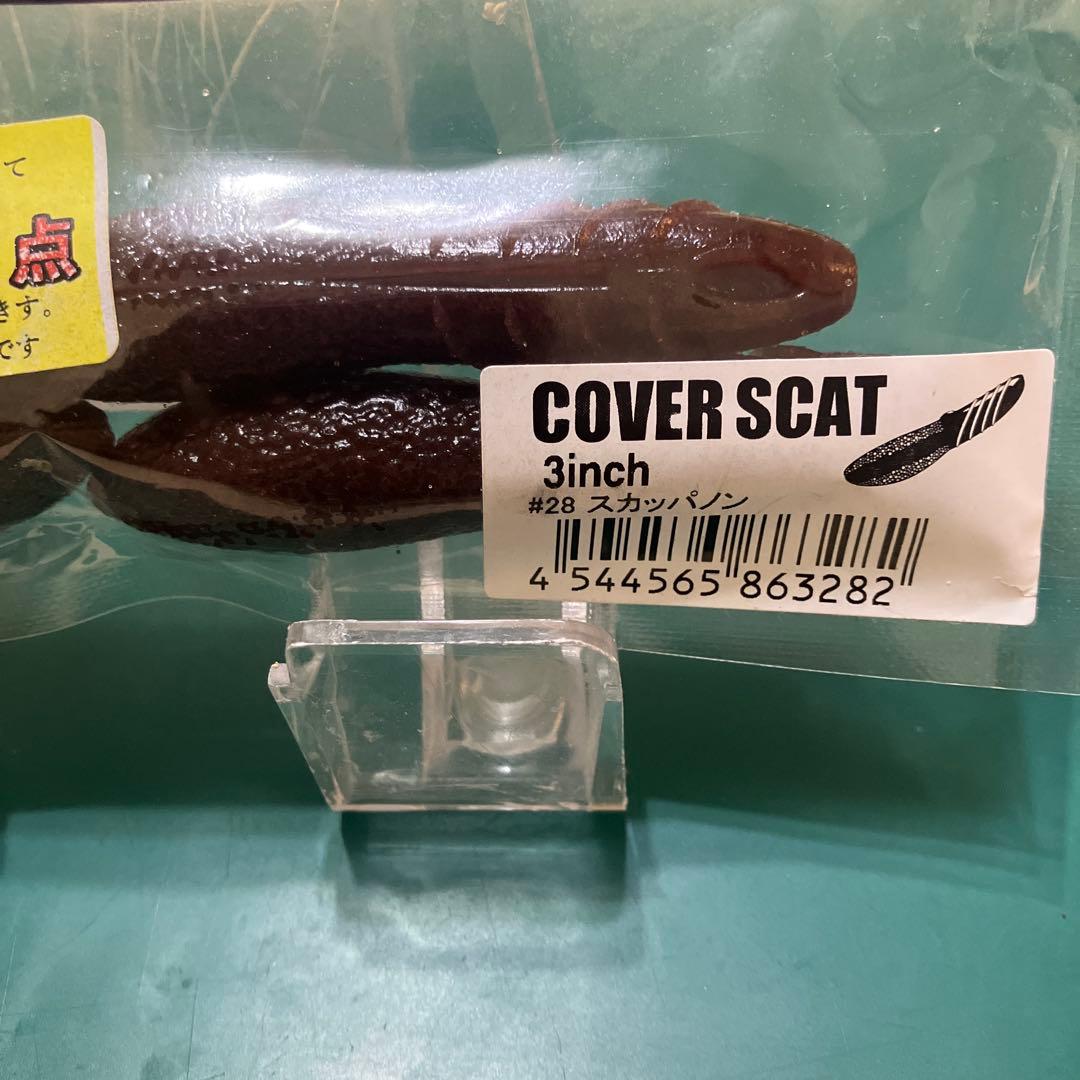 て
点
きす。
です
COVER SCAT
3inch
#28 スカッパノン
4 544565 863282